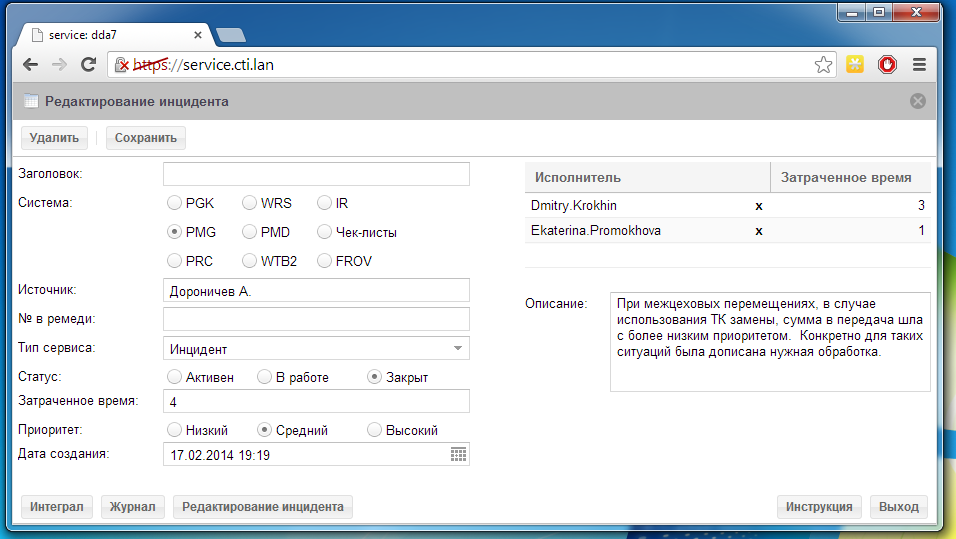 service: dda7
https://service.cti.lan
Редактирование инцидента
Удалить Сохранить
Заголовок:
Система:
PGK WRS IR
PMG PMD Чек-листы
PRC WTB2 FROV
Источник: Дороничев А.
№ в ремеди:
Тип сервиса: Инцидент
Статус: Активен В работе Закрыт
Затраченное время: 4
Приоритет: Низкий Средний Высокий
Дата создания: 17.02.2014 19:19
Исполнитель Затраченное время
Dmitry.Krokhin x 3
Ekaterina.Promokhova x 1
Описание:
При межцеховых перемещениях, в случае
использования ТК замены, сумма в передача шла
с более низким приоритетом. Конкретно для таких
ситуаций была дописана нужная обработка.
Интеграл Журнал Редактирование инцидента Инструкция Выход